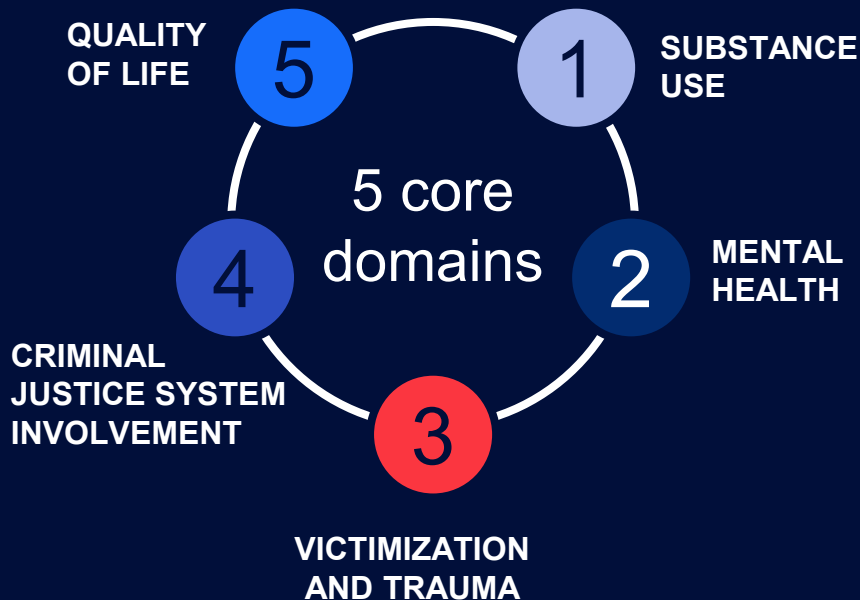 QUALITY
OF LIFE
5
1
SUBSTANCE
USE
5 core
domains
4
2
MENTAL
HEALTH
CRIMINAL
JUSTICE SYSTEM
INVOLVEMENT
3
VICTIMIZATION
AND TRAUMA